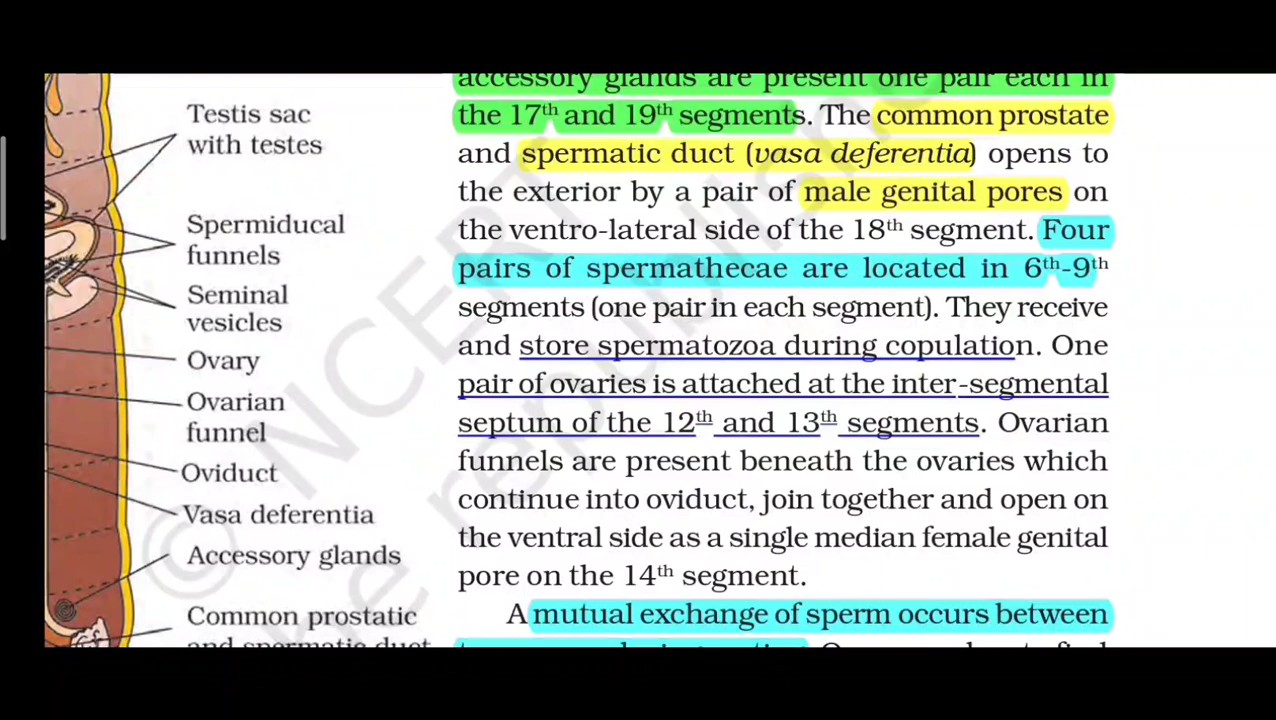 Testis sac
with testes
Spermiducal
funnels
Seminal
vesicles
Ovary
Ovarian
funnel
Oviduct
Vasa deferentia
Accessory glands
Common prostatic
and spermatic duct
accessory glands are present one pair each in
the 17th and 19th segments. The common prostate
and spermatic duct (vasa deferentia) opens to
the exterior by a pair of male genital pores on
the ventro-lateral side of the 18th segment. Four
pairs of spermathecae are located in 6th-9th
segments (one pair in each segment). They receive
and store spermatozoa during copulation. One
pair of ovaries is attached at the inter-segmental
septum of the 12th and 13th segments. Ovarian
funnels are present beneath the ovaries which
continue into oviduct, join together and open on
the ventral side as a single median female genital
pore on the 14th segment.
A mutual exchange of sperm occurs between
© NCERT
be republished